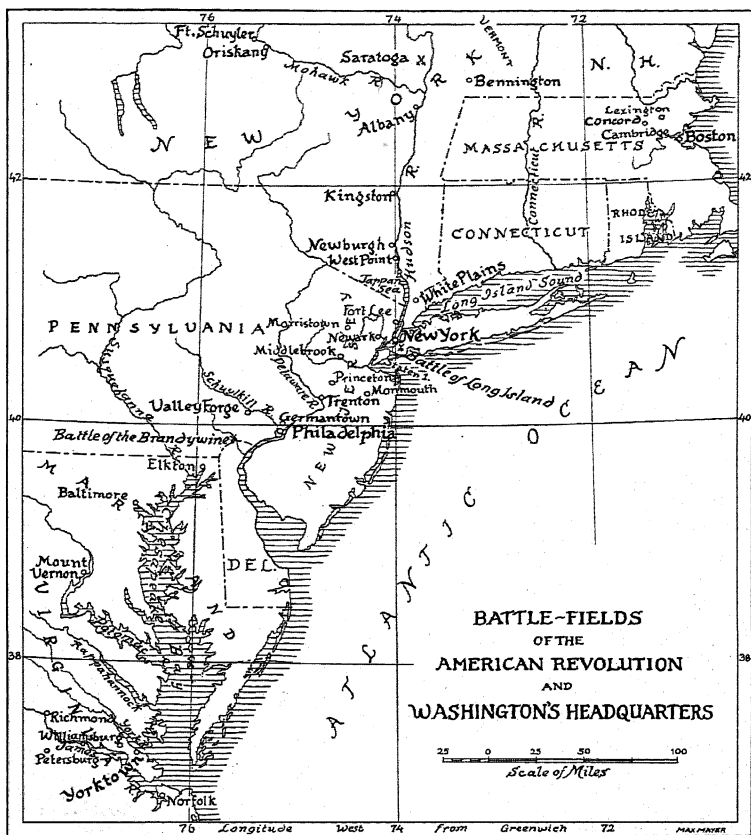 76
74
72
Ft. Schuyler
Oriskany
Mohawk R.
Saratoga x
VERMONT
Bennington
N. H.
NEW YORK
Albany
Lexington
Concord
Cambridge
Boston
MASSACHUSETTS
Connecticut R.
42
42
Kingston
Hudson R.
CONNECTICUT
RHODE
ISLAND
Newburgh
West Point
Tappan
Sea
White Plains
Long Island Sound
PENNSYLVANIA
Fort Lee
Morristown
Newark
New York
Middlebrook
Staten I.
Battle of Long Island
Susquehanna
Schuylkill R.
Delaware
Princeton
Monmouth
Trenton
Valley Forge
Germantown
40
40
Philadelphia
Battle of the Brandywine
NEW JERSEY
Elkton
MARYLAND
Baltimore
Chesapeake Bay
DEL.
Mount
Vernon
VIRGINIA
Potomac
Rappahannock
38
38
ATLANTIC OCEAN
Richmond
Williamsburg
York R.
James R.
Petersburg
Yorktown
Norfolk
BATTLE-FIELDS
OF THE
AMERICAN REVOLUTION
AND
WASHINGTON'S HEADQUARTERS
25 0 25 50 100
Scale of Miles
76 Longitude West 74 From Greenwich 72
MAX MAYER